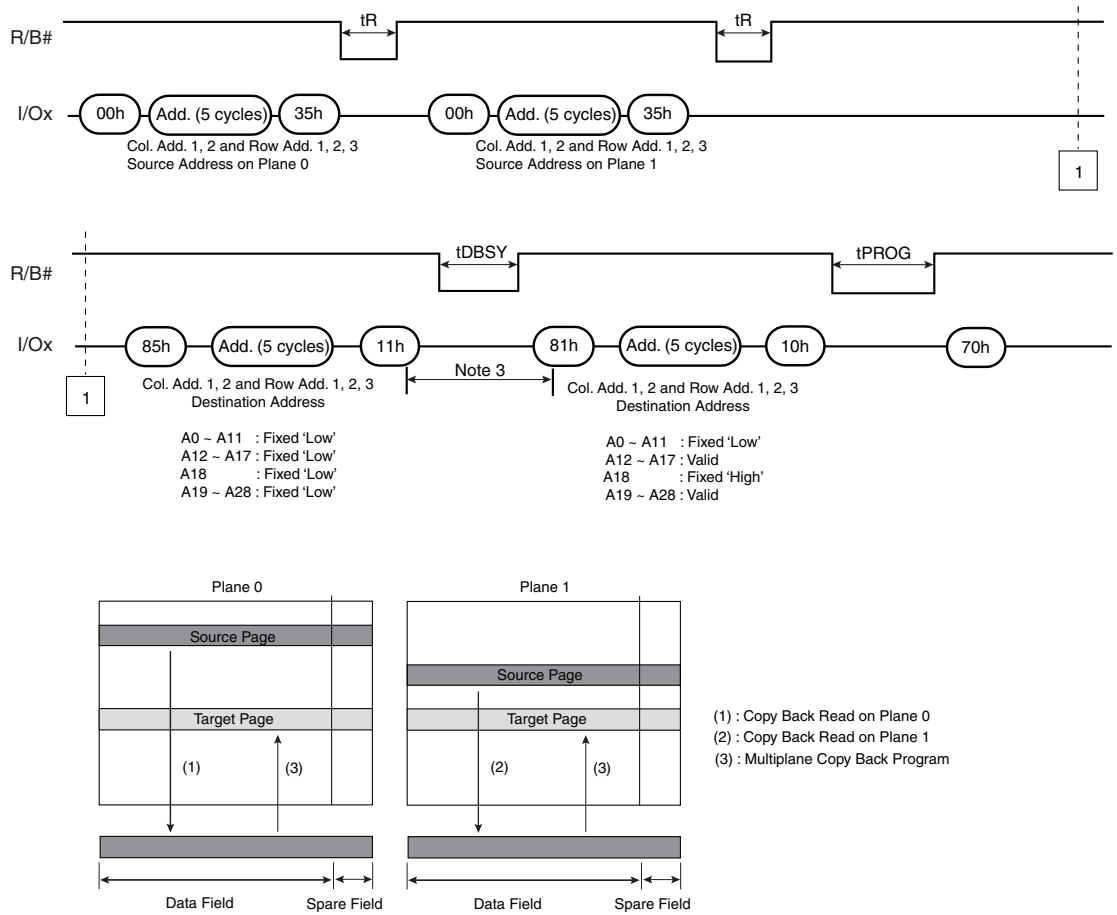 tR
tR
R/B#
I/Ox
00h
Add. (5 cycles)
35h
00h
Add. (5 cycles)
35h
Col. Add. 1, 2 and Row Add. 1, 2, 3
Source Address on Plane 0
Col. Add. 1, 2 and Row Add. 1, 2, 3
Source Address on Plane 1
1
tDBSY
tPROG
R/B#
I/Ox
85h
Add. (5 cycles)
11h
81h
Add. (5 cycles)
10h
70h
Note 3
1
Col. Add. 1, 2 and Row Add. 1, 2, 3
Destination Address
Col. Add. 1, 2 and Row Add. 1, 2, 3
Destination Address
A0 ~ A11 : Fixed ‘Low’
A12 ~ A17 : Fixed ‘Low’
A18 : Fixed ‘Low’
A19 ~ A28 : Fixed ‘Low’
A0 ~ A11 : Fixed ‘Low’
A12 ~ A17 : Valid
A18 : Fixed ‘High’
A19 ~ A28 : Valid
Plane 0
Plane 1
Source Page
Source Page
Target Page
Target Page
(1)
(3)
(2)
(3)
(1) : Copy Back Read on Plane 0
(2) : Copy Back Read on Plane 1
(3) : Multiplane Copy Back Program
Data Field
Spare Field
Data Field
Spare Field